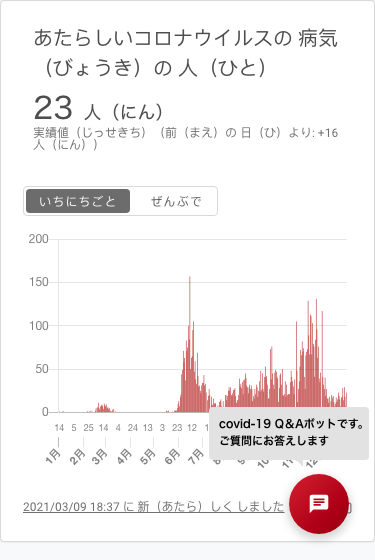 あたらしいコロナウイルスの 病気
（びょうき）の 人（ひと）
23 人（にん）
実績値（じっせきち）（前（まえ）の 日（ひ）より: +16
人（にん））
いちにちごと ぜんぶで
200
150
100
50
0
14 5 25 14 4 24 13 3 23 12
1月 2月 3月 4月 5月 6月 7月
covid-19 Q&Aボットです。
ご質問にお答えします
2021/03/09 18:37 に 新（あたら）しく しました